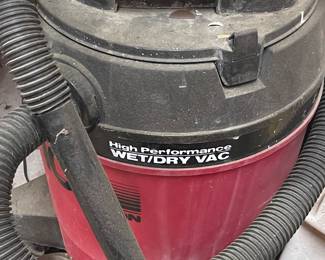 High Performance
WET/DRY VAC